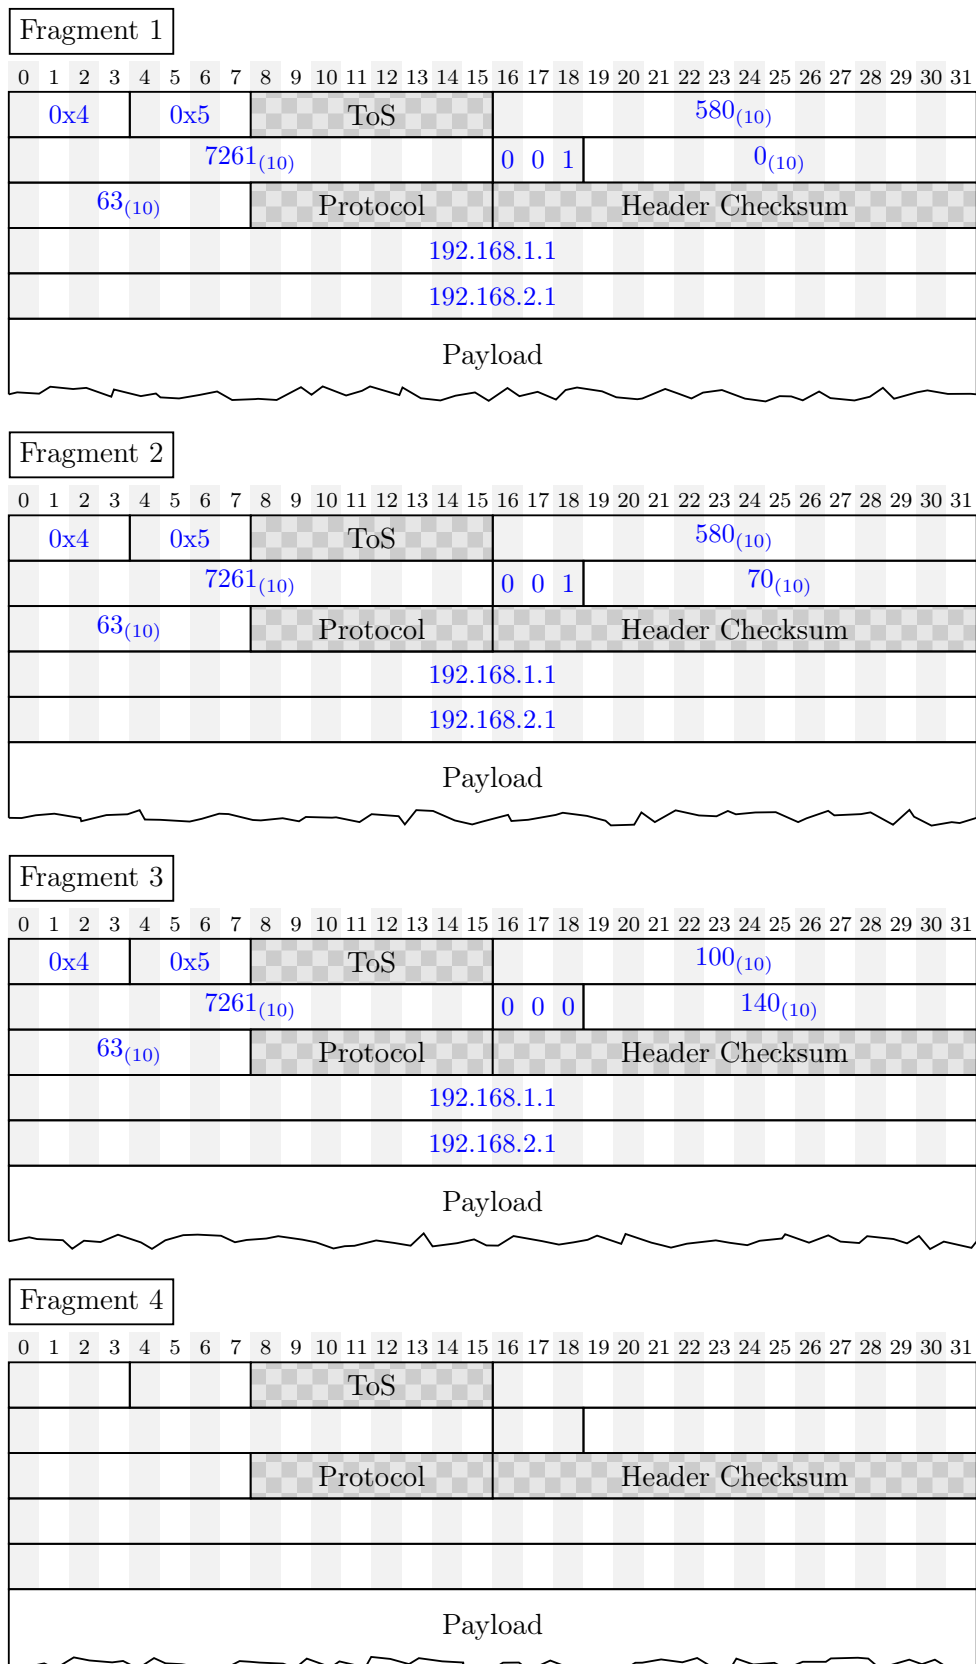 Fragment 1
0 1 2 3 4 5 6 7 8 9 10 11 12 13 14 15 16 17 18 19 20 21 22 23 24 25 26 27 28 29 30 31
0x4 0x5 ToS 580(10)
7261(10) 0 0 1 0(10)
63(10) Protocol Header Checksum
192.168.1.1
192.168.2.1
Payload
Fragment 2
0 1 2 3 4 5 6 7 8 9 10 11 12 13 14 15 16 17 18 19 20 21 22 23 24 25 26 27 28 29 30 31
0x4 0x5 ToS 580(10)
7261(10) 0 0 1 70(10)
63(10) Protocol Header Checksum
192.168.1.1
192.168.2.1
Payload
Fragment 3
0 1 2 3 4 5 6 7 8 9 10 11 12 13 14 15 16 17 18 19 20 21 22 23 24 25 26 27 28 29 30 31
0x4 0x5 ToS 100(10)
7261(10) 0 0 0 140(10)
63(10) Protocol Header Checksum
192.168.1.1
192.168.2.1
Payload
Fragment 4
0 1 2 3 4 5 6 7 8 9 10 11 12 13 14 15 16 17 18 19 20 21 22 23 24 25 26 27 28 29 30 31
ToS
Protocol Header Checksum
Payload